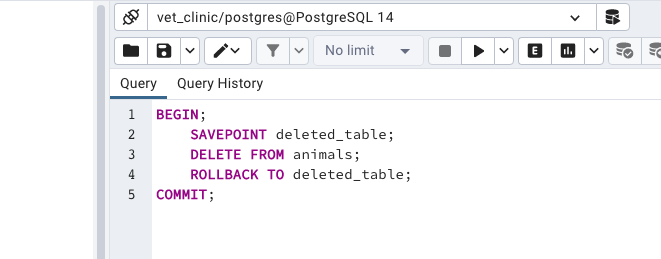 vet_clinic/postgres@PostgreSQL 14
No limit
E
Query Query History
1 BEGIN;
2 SAVEPOINT deleted_table;
3 DELETE FROM animals;
4 ROLLBACK TO deleted_table;
5 COMMIT;